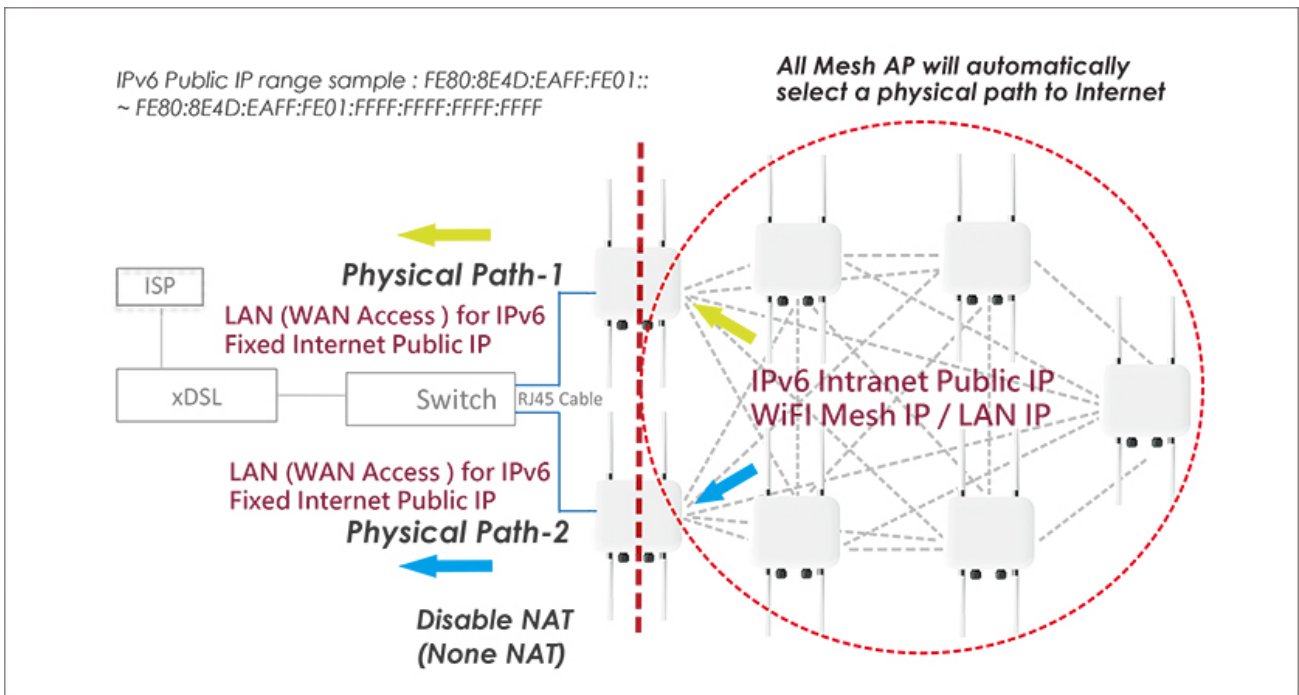 IPv6 Public IP range sample : FE80:8E4D:EAFF:FE01::
~ FE80:8E4D:EAFF:FE01:FFFF:FFFF:FFFF:FFFF
All Mesh AP will automatically
select a physical path to Internet
Physical Path-1
ISP
LAN (WAN Access ) for IPv6
Fixed Internet Public IP
xDSL
Switch
RJ45 Cable
IPv6 Intranet Public IP
WiFI Mesh IP / LAN IP
LAN (WAN Access ) for IPv6
Fixed Internet Public IP
Physical Path-2
Disable NAT
(None NAT)